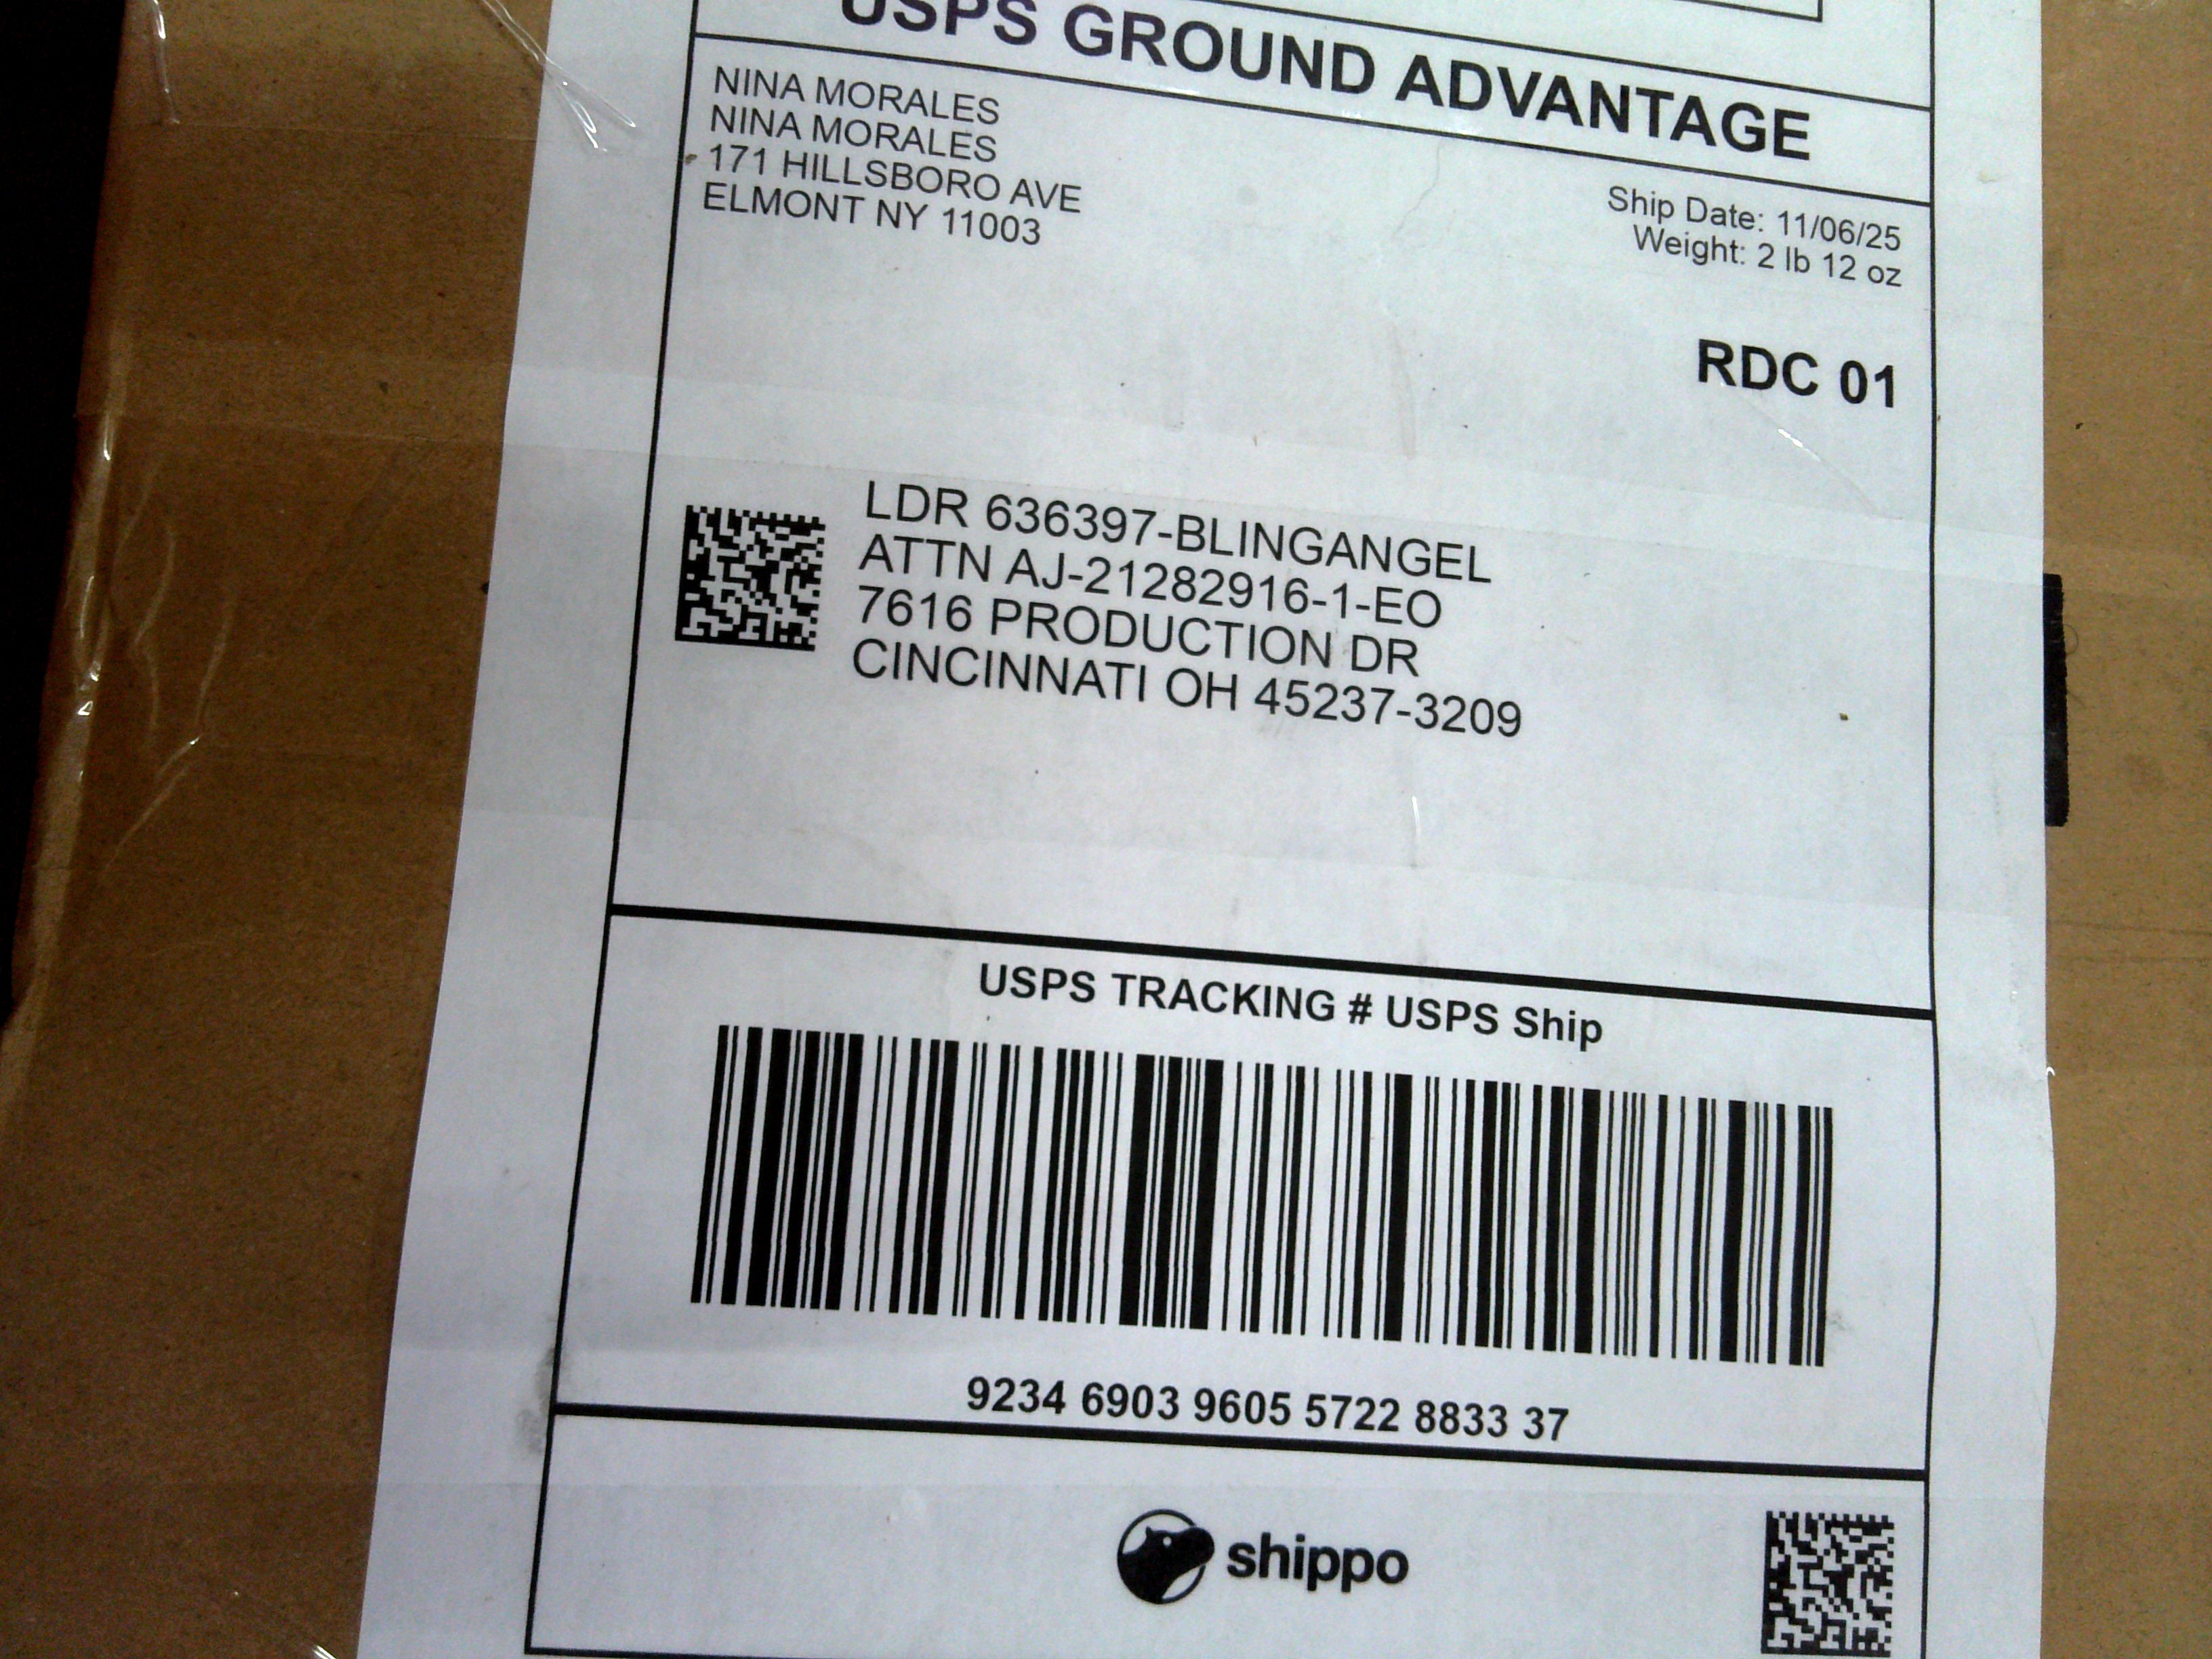 USPS GROUND ADVANTAGE
NINA MORALES
NINA MORALES
171 HILLSBORO AVE
ELMONT NY 11003
Ship Date: 11/06/25
Weight: 2 lb 12 oz
RDC 01
LDR 636397-BLINGANGEL
ATTN AJ-21282916-1-EO
7616 PRODUCTION DR
CINCINNATI OH 45237-3209
USPS TRACKING # USPS Ship
9234 6903 9605 5722 8833 37
shippo